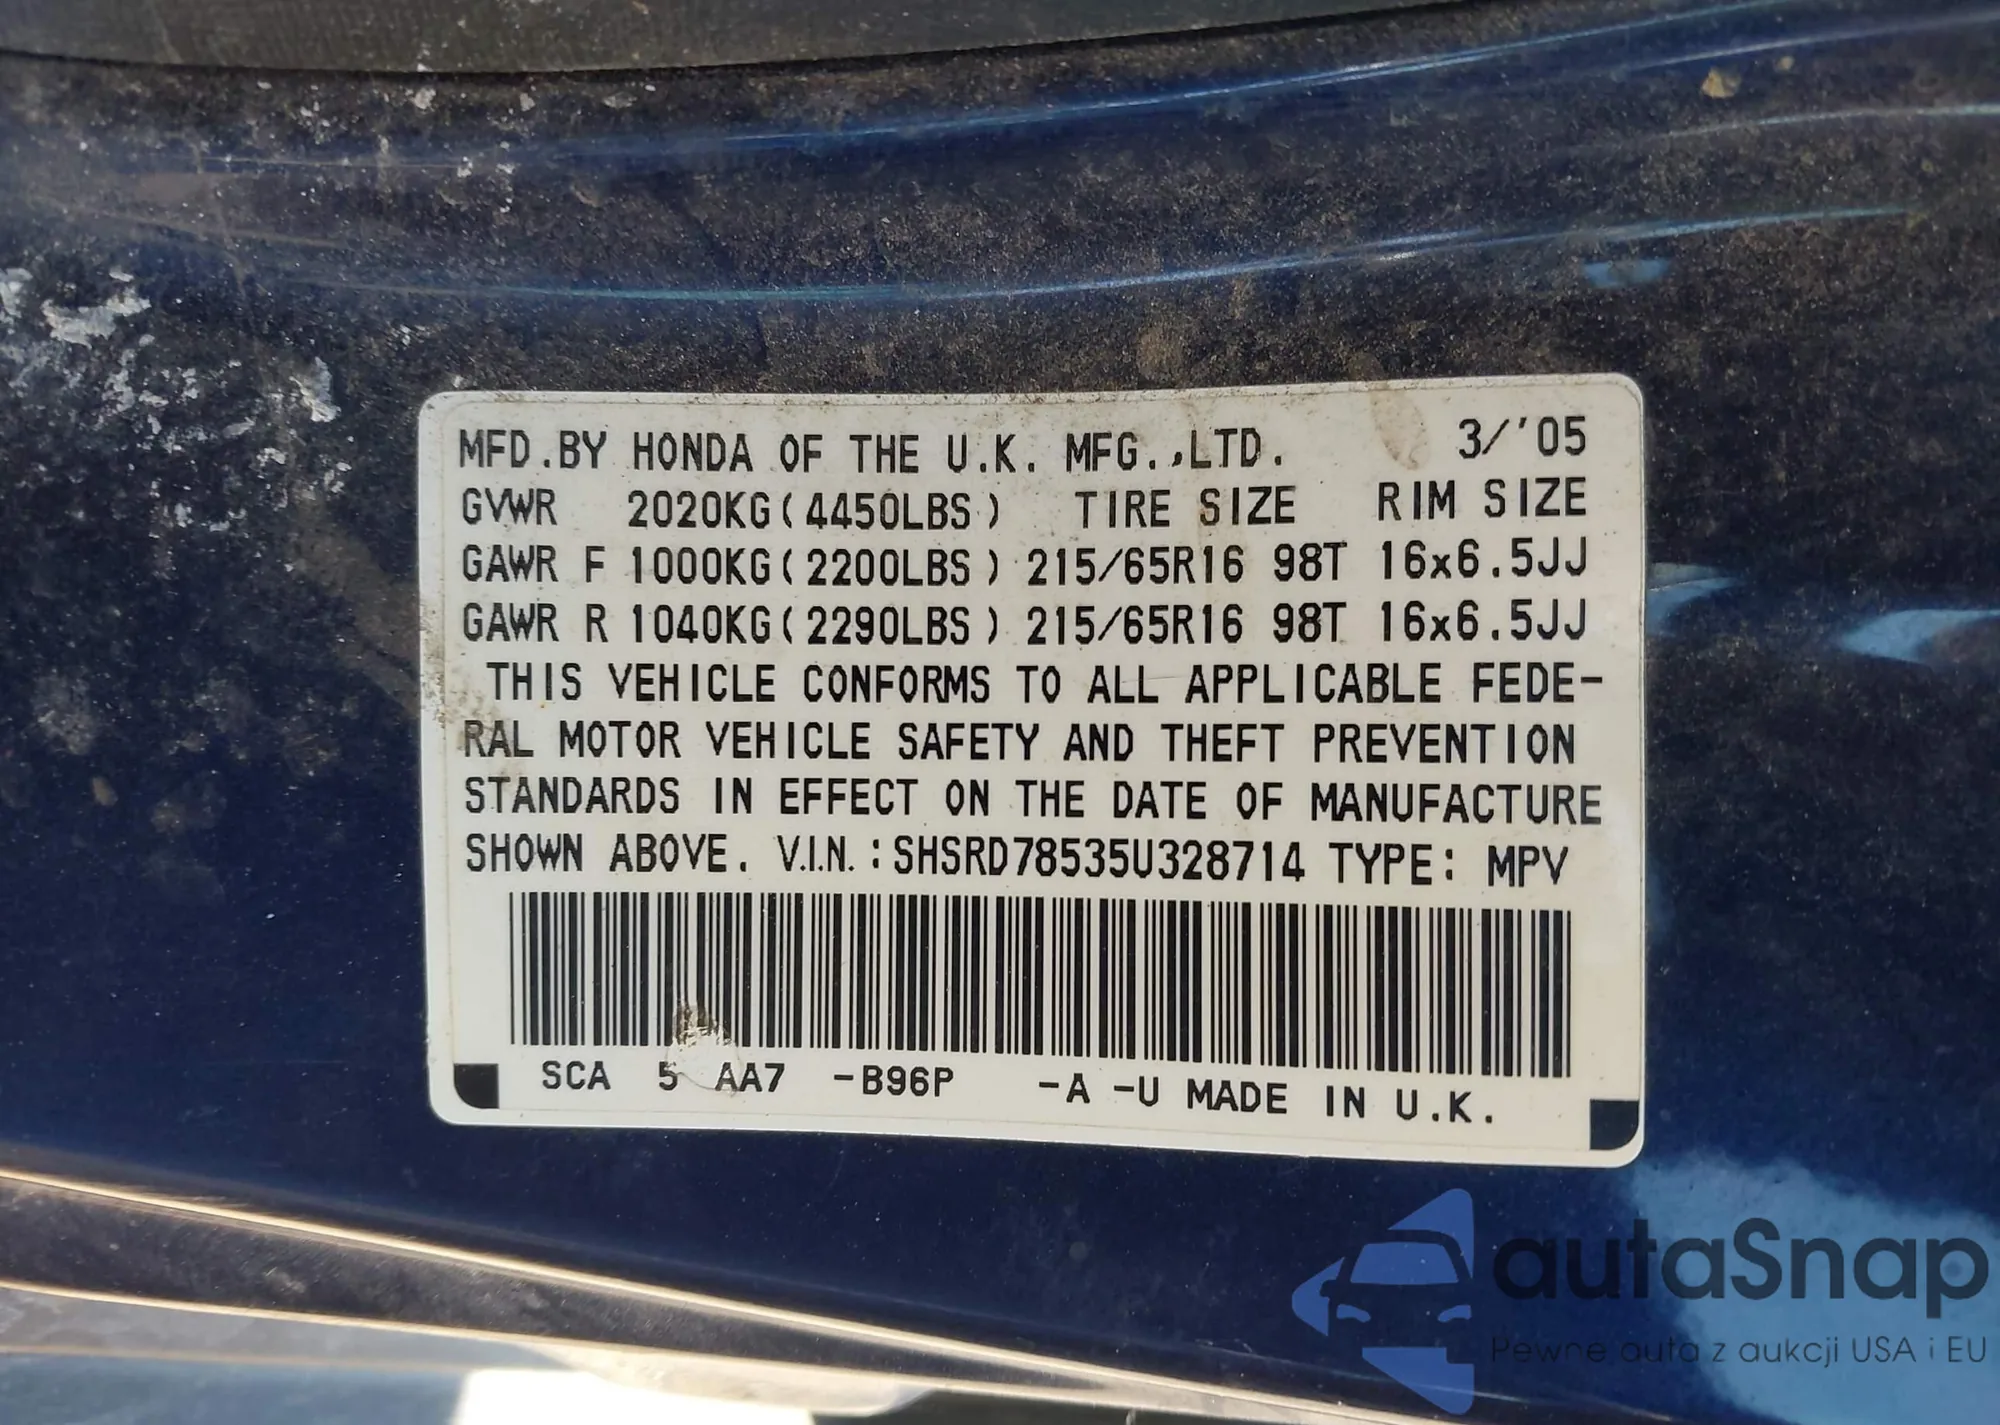 MFD.BY HONDA OF THE U.K. MFG.,LTD. 3/'05
GVWR 2020KG(4450LBS) TIRE SIZE RIM SIZE
GAWR F 1000KG(2200LBS) 215/65R16 98T 16x6.5JJ
GAWR R 1040KG(2290LBS) 215/65R16 98T 16x6.5JJ
THIS VEHICLE CONFORMS TO ALL APPLICABLE FEDE-
RAL MOTOR VEHICLE SAFETY AND THEFT PREVENTION
STANDARDS IN EFFECT ON THE DATE OF MANUFACTURE
SHOWN ABOVE. V.I.N.:SHSRD78535U328714 TYPE: MPV
SCA 5 AA7 -B96P -A -U MADE IN U.K.
autaSnap
Pewne auta z aukcji USA i EU